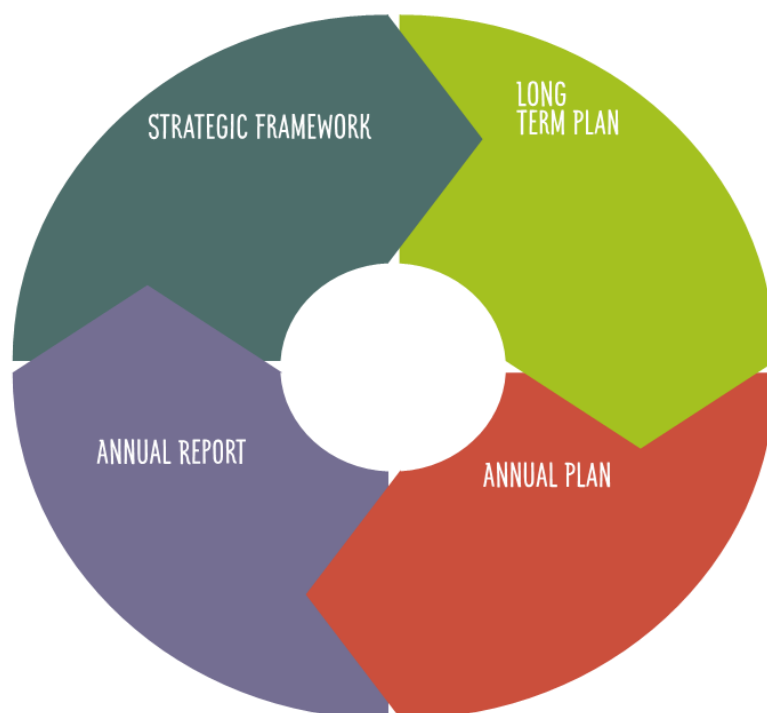 STRATEGIC FRAMEWORK
LONG
TERM PLAN
ANNUAL REPORT
ANNUAL PLAN